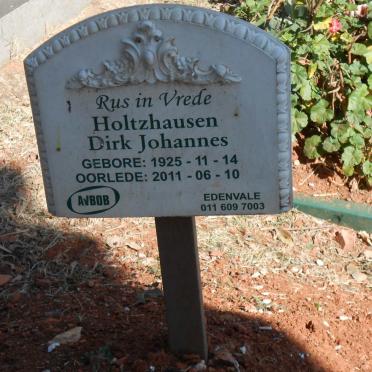 Rus in Vrede
Holtzhausen
Dirk Johannes
GEBORE: 1925 - 11 - 14
OORLEDE: 2011 - 06 - 10
AVBOB
EDENVALE
011 609 7003